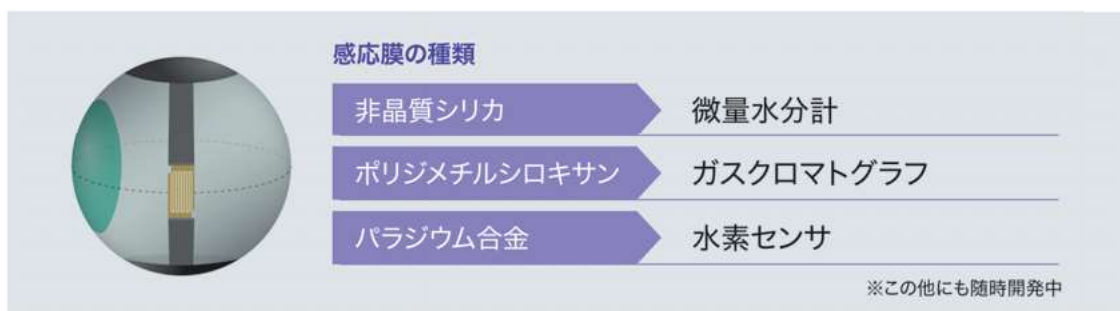 感応膜の種類
非晶質シリカ 微量水分計
ポリジメチルシロキサン ガスクロマトグラフ
パラジウム合金 水素センサ
※この他にも随時開発中